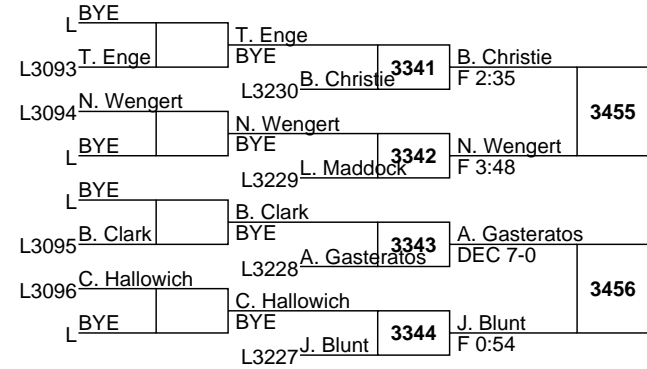 L BYE
L3093 T. Enge
T. Enge
BYE
L3230 B. Christie
3341
B. Christie
F 2:35
L3094 N. Wengert
L BYE
N. Wengert
BYE
L3229 L. Maddock
3342
N. Wengert
F 3:48
3455
L BYE
L3095 B. Clark
B. Clark
BYE
L3228 A. Gasteratos
3343
A. Gasteratos
DEC 7-0
L3096 C. Hallowich
L BYE
C. Hallowich
BYE
L3227 J. Blunt
3344
J. Blunt
F 0:54
3456